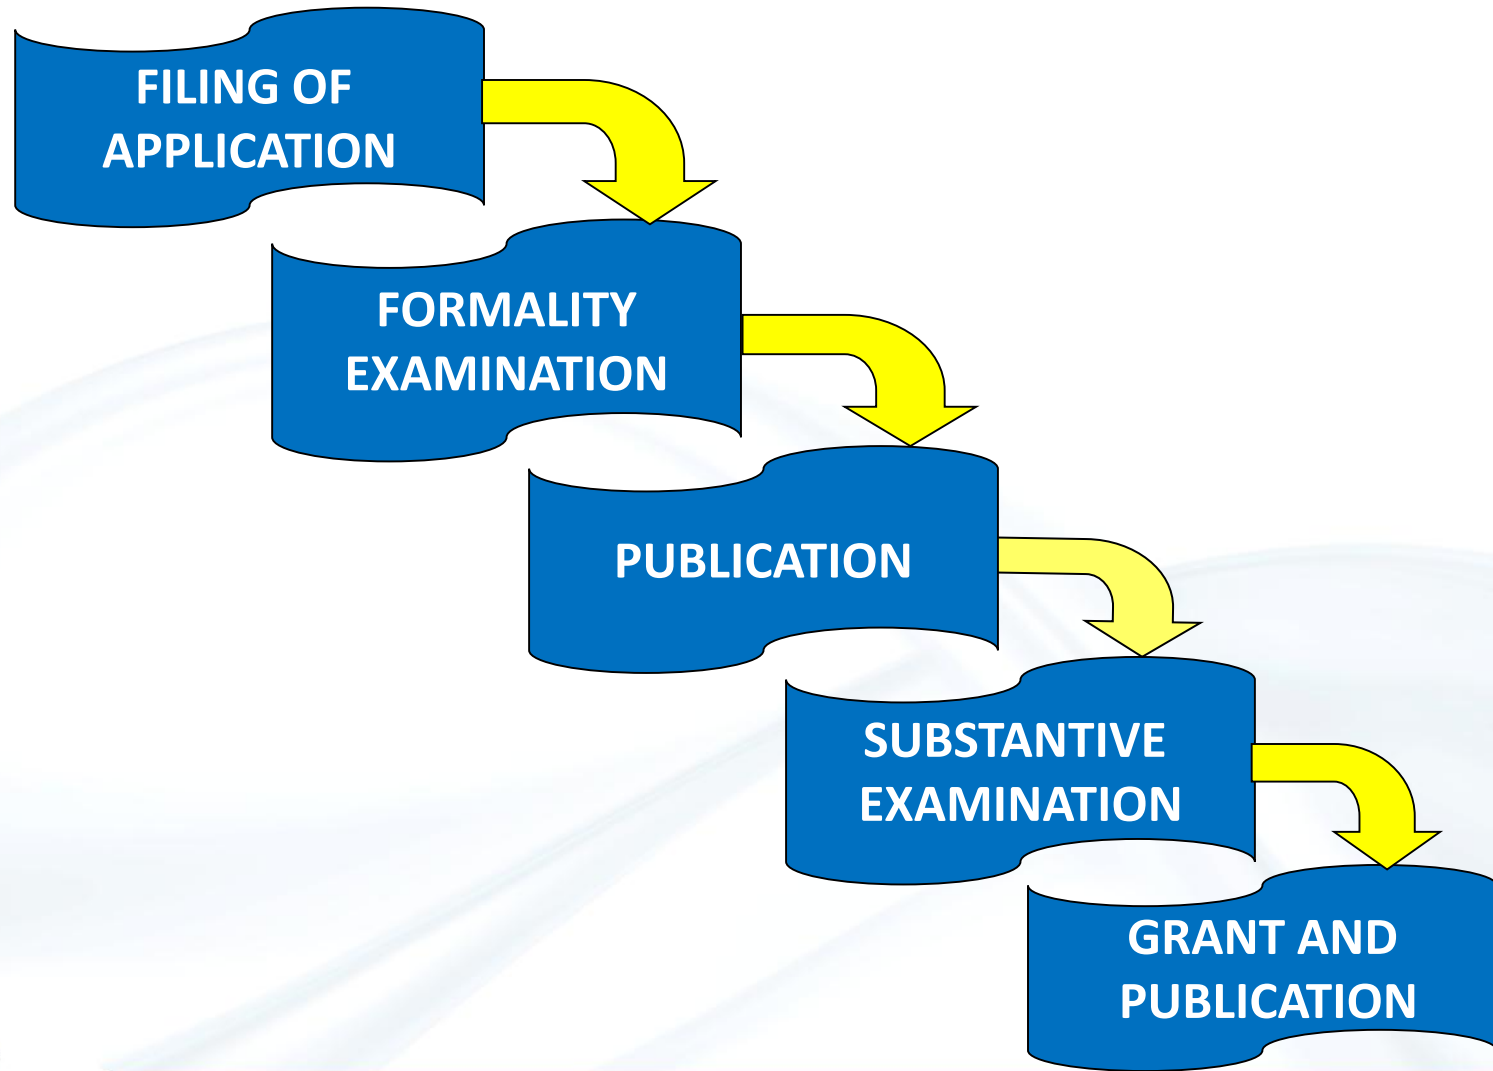 FILING OF
APPLICATION
FORMALITY
EXAMINATION
PUBLICATION
SUBSTANTIVE
EXAMINATION
GRANT AND
PUBLICATION